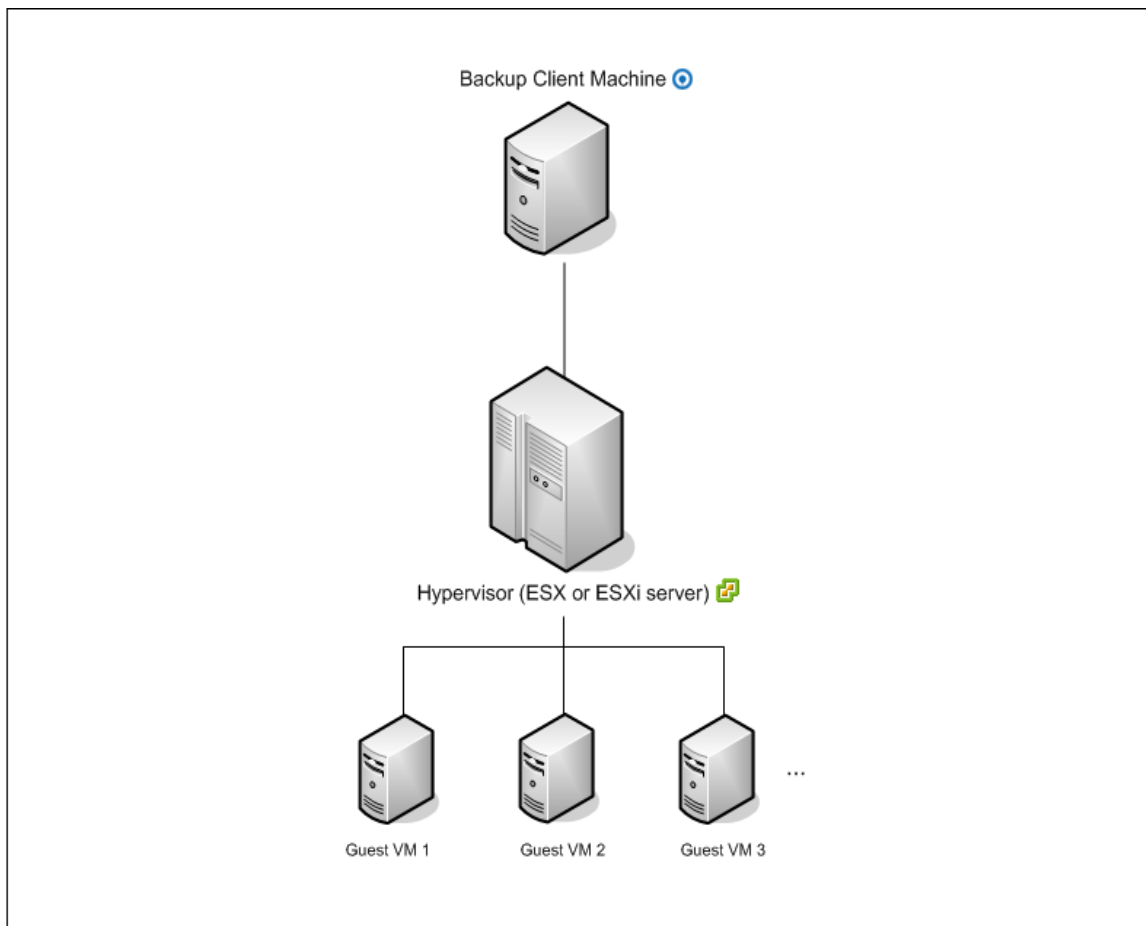 Backup Client Machine
Hypervisor (ESX or ESXi server)
Guest VM 1
Guest VM 2
Guest VM 3
...